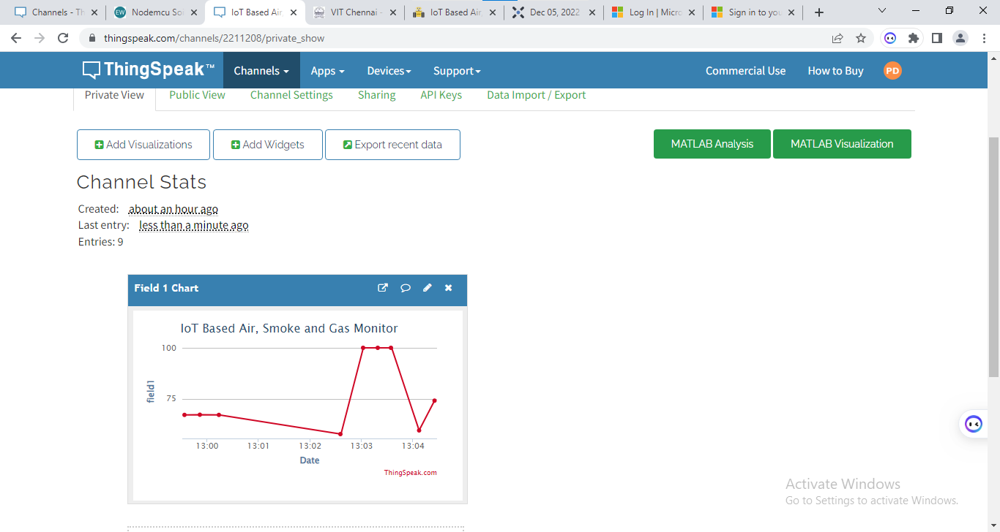 Channels - Th
Nodemcu So
IoT Based Air,
VIT Chennai -
IoT Based Air,
Dec 05, 2022
Log In | Micro
Sign in to you
thingspeak.com/channels/2211208/private_show
ThingSpeak™
Channels
Apps
Devices
Support
Commercial Use
How to Buy
PD
Private View
Public View
Channel Settings
Sharing
API Keys
Data Import / Export
Add Visualizations
Add Widgets
Export recent data
MATLAB Analysis
MATLAB Visualization
Channel Stats
Created: about an hour ago
Last entry: less than a minute ago
Entries: 9
Field 1 Chart
IoT Based Air, Smoke and Gas Monitor
100
75
field1
13:00 13:01 13:02 13:03 13:04
Date
ThingSpeak.com
Activate Windows
Go to Settings to activate Windows.